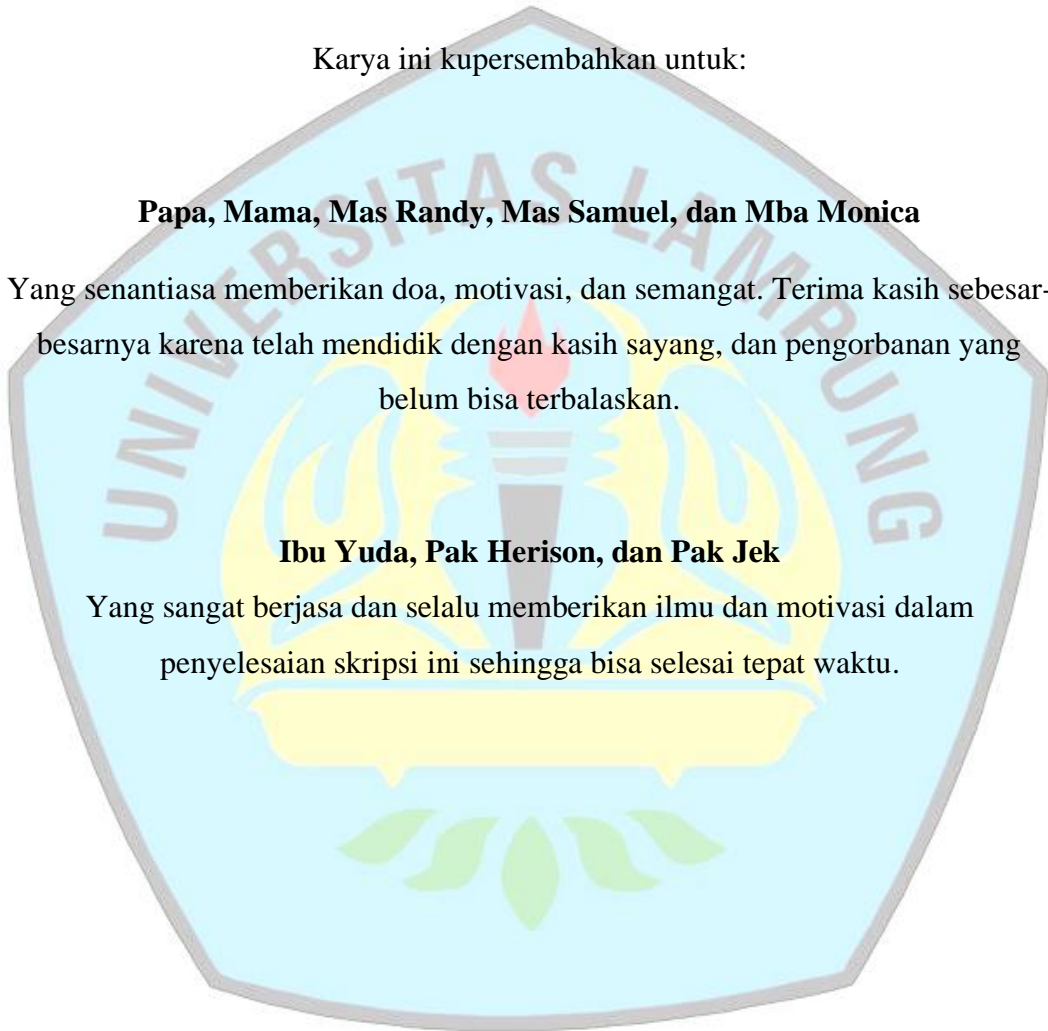 Karya ini kupersembahkan untuk:
UNIVERSITAS LAMPUNG
Papa, Mama, Mas Randy, Mas Samuel, dan Mba Monica
Yang senantiasa memberikan doa, motivasi, dan semangat. Terima kasih sebesar-
besarnya karena telah mendidik dengan kasih sayang, dan pengorbanan yang
belum bisa terbalaskan.
Ibu Yuda, Pak Herison, dan Pak Jek
Yang sangat berjasa dan selalu memberikan ilmu dan motivasi dalam
penyelesaian skripsi ini sehingga bisa selesai tepat waktu.